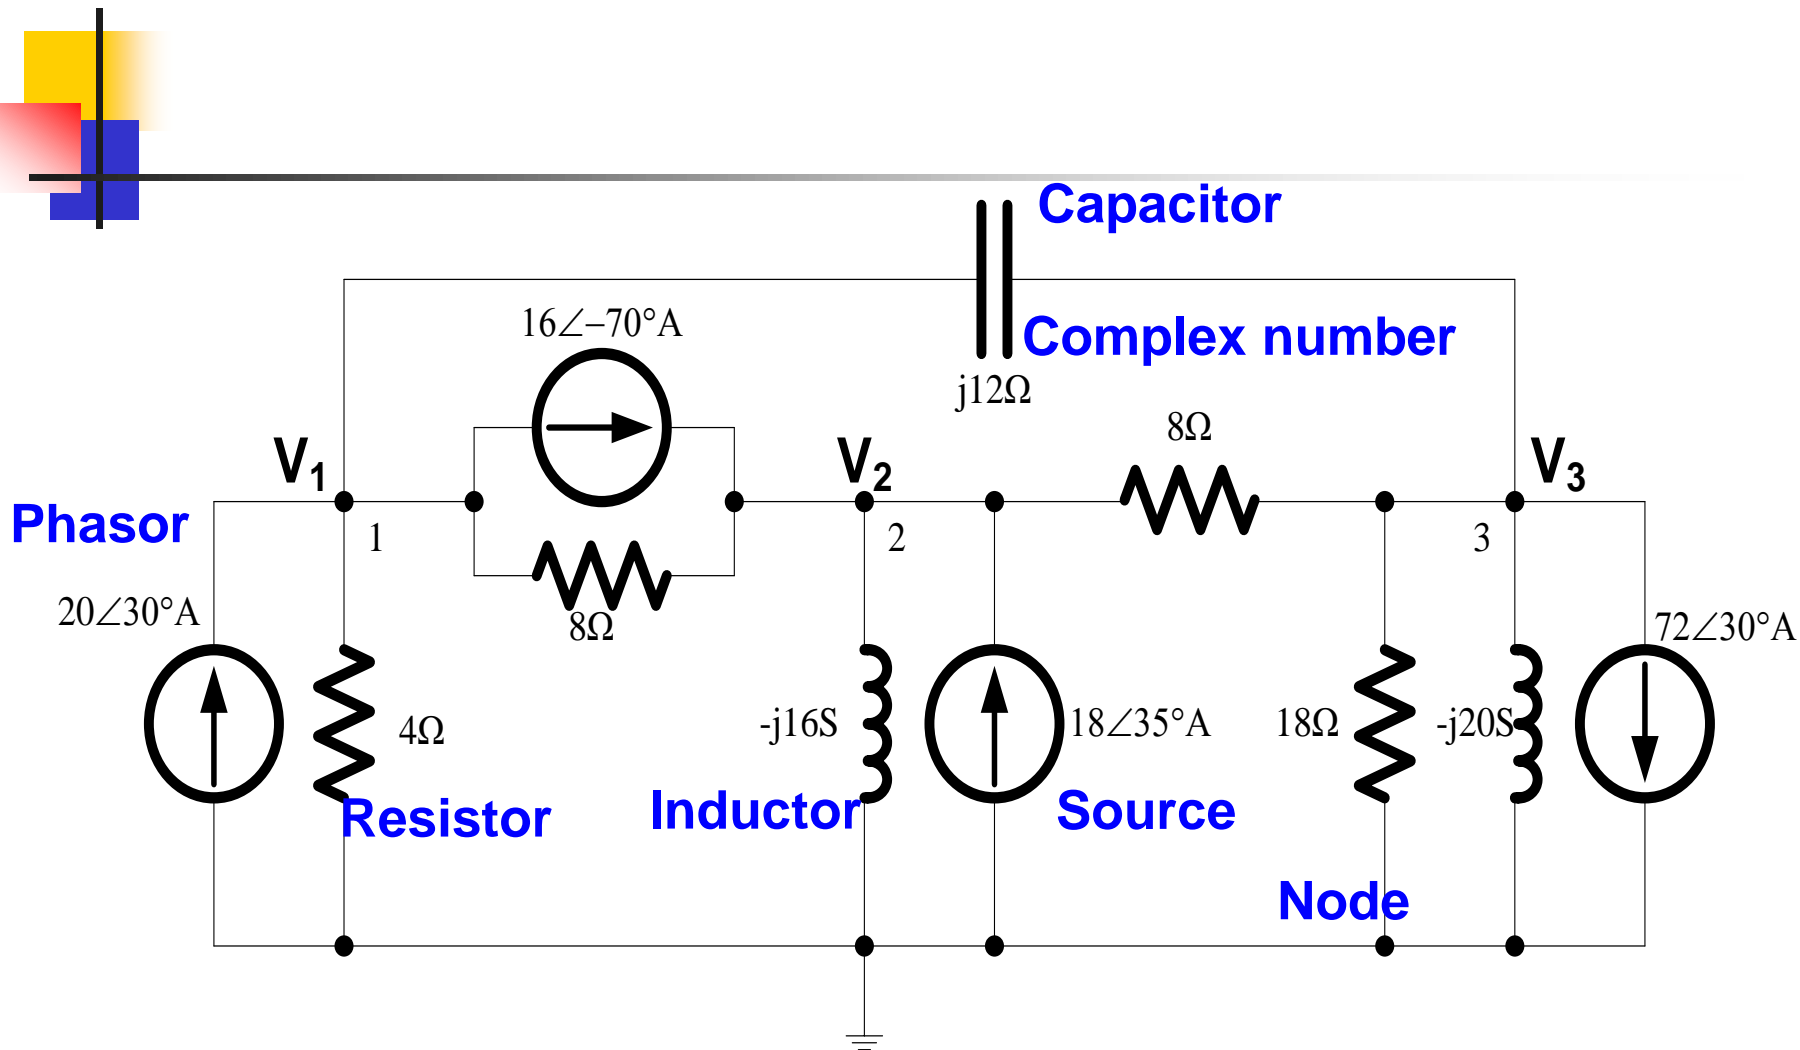 Capacitor
16∠–70°A
Complex number
j12Ω
8Ω
V₁
V₂
V₃
Phasor
1
2
3
20∠30°A
8Ω
72∠30°A
4Ω
-j16S
18∠35°A
18Ω
-j20S
Resistor
Inductor
Source
Node